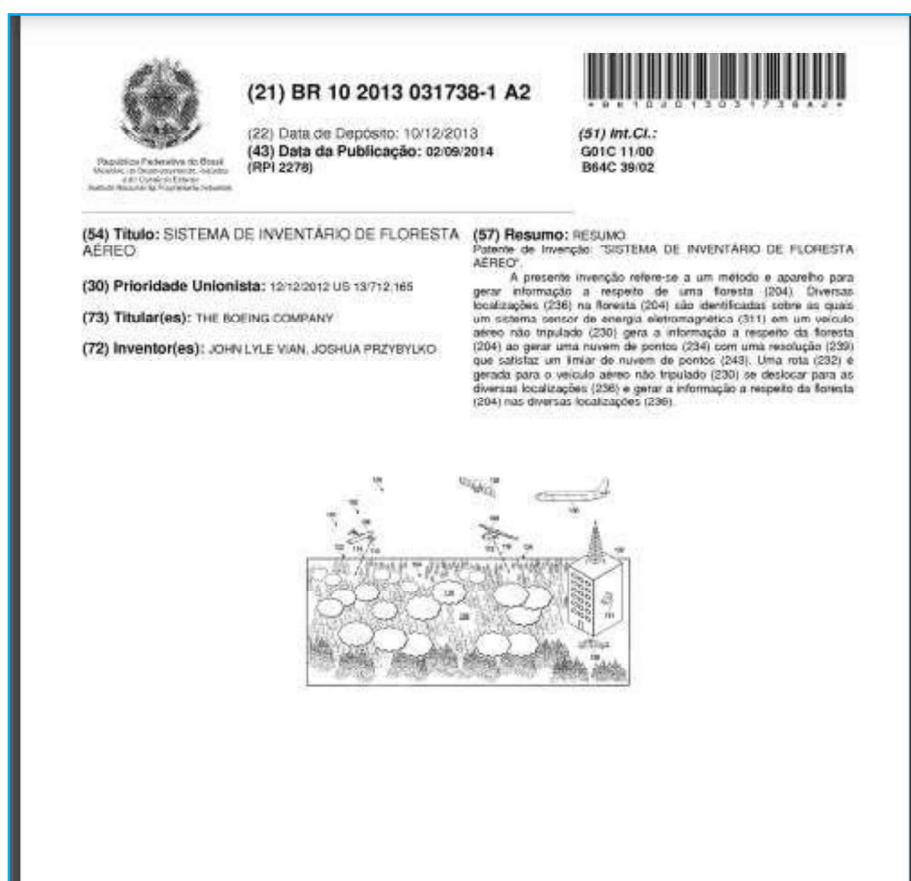 (21) BR 10 2013 031738-1 A2
(22) Data de Depósito: 10/12/2013
(43) Data da Publicação: 02/09/2014
(RPI 2278)
(51) Int.Cl.:
G01C 11/00
B64C 39/02
República Federativa do Brasil
(54) Título: SISTEMA DE INVENTÁRIO DE FLORESTA
AÉREO
(30) Prioridade Unionista: 12/12/2012 US 13/712,165
(73) Titular(es): THE BOEING COMPANY
(72) Inventor(es): JOHN LYLE VIAN, JOSHUA PRZYBYLKO
(57) Resumo: RESUMO
Patente de Invenção: "SISTEMA DE INVENTÁRIO DE FLORESTA
AÉREO".
A presente invenção refere-se a um método e aparelho para
gerar informação a respeito de uma floresta (204). Diversas
localizações (236) na floresta (204) são identificadas sobre as quais
um sistema sensor de energia eletromagnética (311) em um veículo
aéreo não tripulado (230) gera a informação a respeito da floresta
(204) ao gerar uma nuvem de pontos (234) com uma resolução (239)
que satisfaz um limiar de nuvem de pontos (243). Uma rota (232) é
gerada para o veículo aéreo não tripulado (230) se deslocar para as
diversas localizações (236) e gerar a informação a respeito da floresta
(204) nas diversas localizações (236).